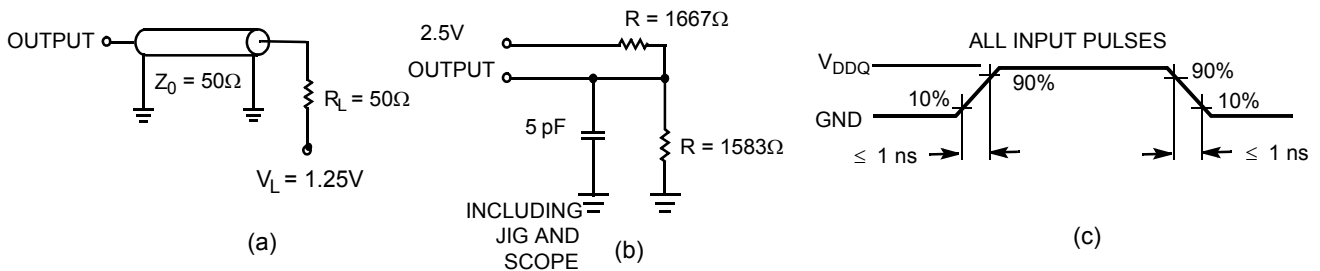 OUTPUT
Z0 = 50Ω
RL = 50Ω
VL = 1.25V
(a)
R = 1667Ω
2.5V
OUTPUT
5 pF
R = 1583Ω
INCLUDING
JIG AND
SCOPE
(b)
ALL INPUT PULSES
VDDQ
GND
10%
90%
90%
10%
≤ 1 ns
≤ 1 ns
(c)